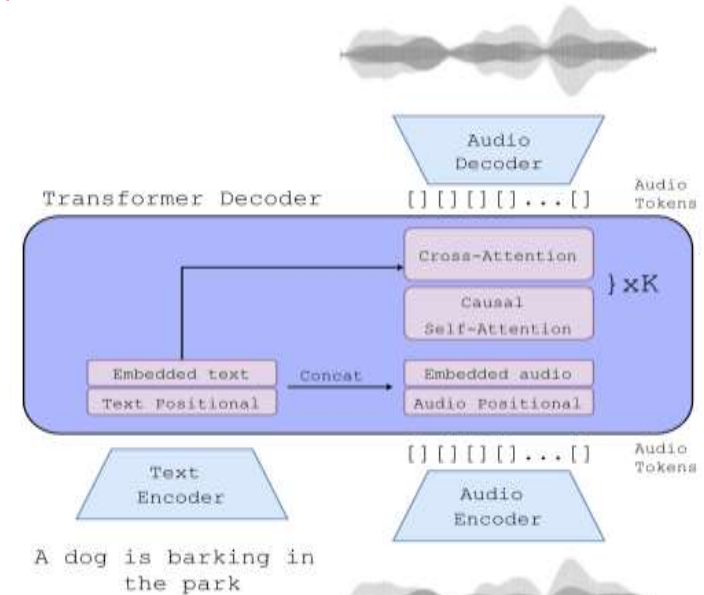 Audio
Decoder
Transformer Decoder
[][][][]...[]
Audio
Tokens
Cross-Attention
}xK
Causal
Self-Attention
Embedded text
Concat
Embedded audio
Text Positional
Audio Positional
[][][][]...[]
Audio
Tokens
Text
Encoder
Audio
Encoder
A dog is barking in
the park